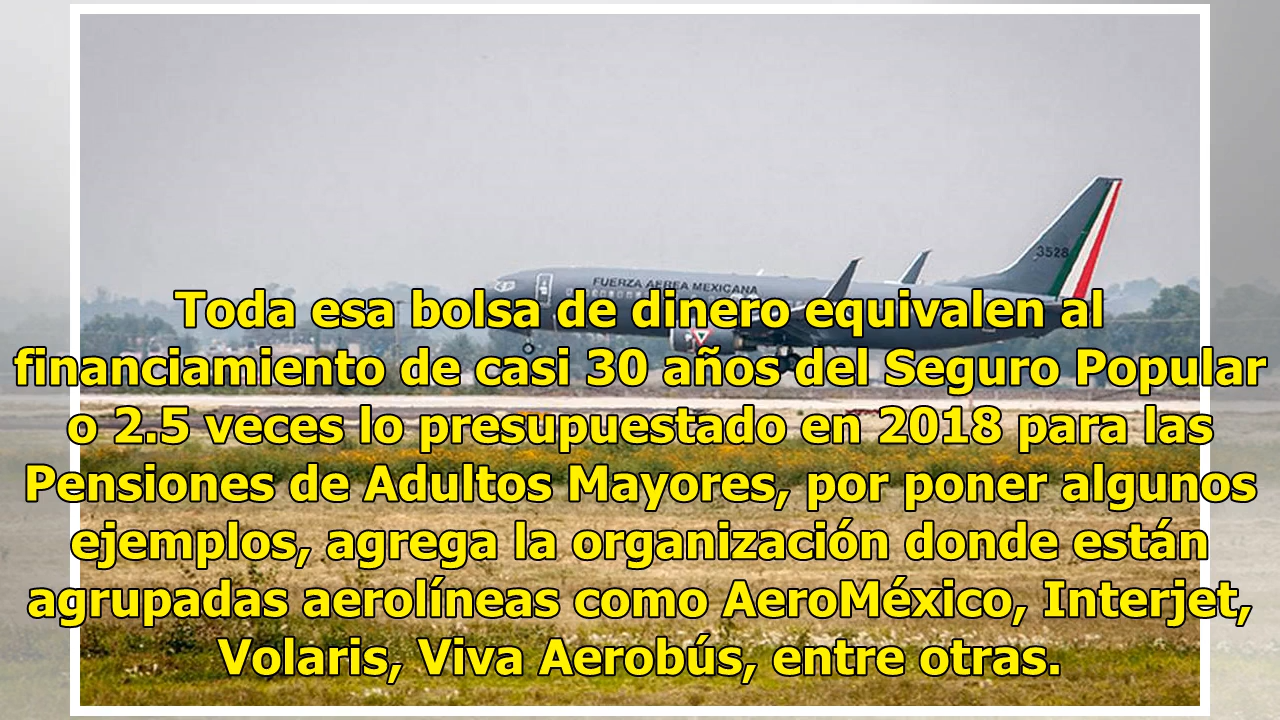 3528
FUERZA AEREA MEXICANA
Toda esa bolsa de dinero equivalen al
financiamiento de casi 30 años del Seguro Popular
o 2.5 veces lo presupuestado en 2018 para las
Pensiones de Adultos Mayores, por poner algunos
ejemplos, agrega la organización donde están
agrupadas aerolíneas como AeroMéxico, Interjet,
Volaris, Viva Aerobús, entre otras.